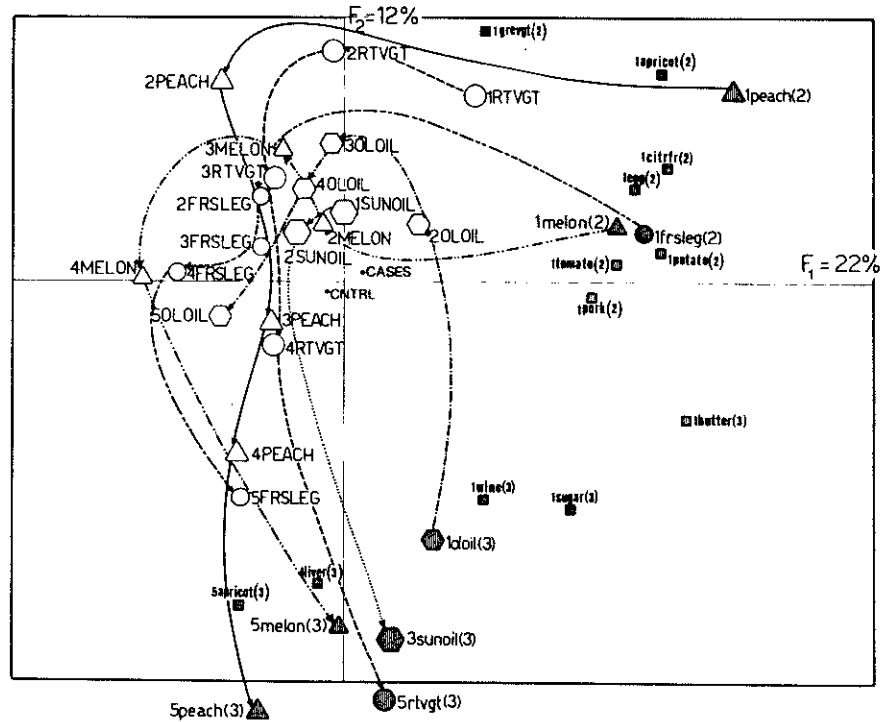 F₂=12%
1grevgt(2)
2RTVGT
1apricot(2)
2PEACH
1peach(2)
1RTVGT
3MELON
3OLOIL
1citrfr(2)
3RTVGT
4OLOIL
2FRSLEG
1SUNOIL
1melon(2)
1frsleg(2)
2MELON
2OLOIL
3FRSLEG
2SUNOIL
1potato(2)
4MELON
4FRSLEG
CASES
1tomato(2)
F₁=22%
CNTRL
1pork(2)
5OLOIL
3PEACH
4RTVGT
1butter(3)
4PEACH
5FRSLEG
1wine(3)
1sugar(3)
1oloil(3)
1liver(3)
5apricot(3)
5melon(3)
3sunoil(3)
5peach(3)
5rtvgt(3)